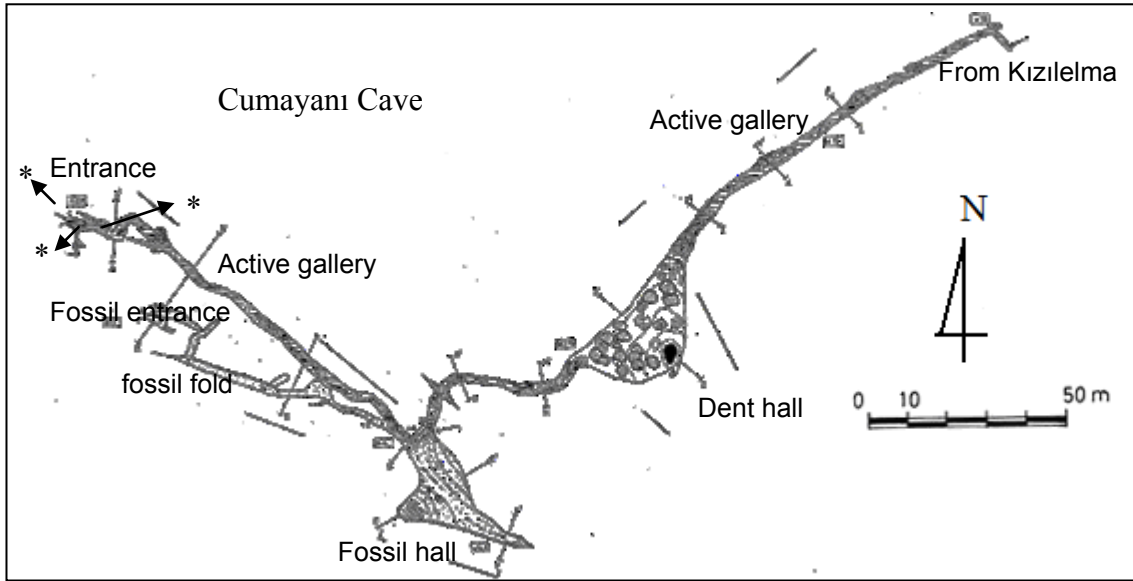 From Kızılelma
Cumayanı Cave
Active gallery
Entrance
*
*
*
N
Active gallery
Fossil entrance
fossil fold
Dent hall
0 10 50 m
Fossil hall